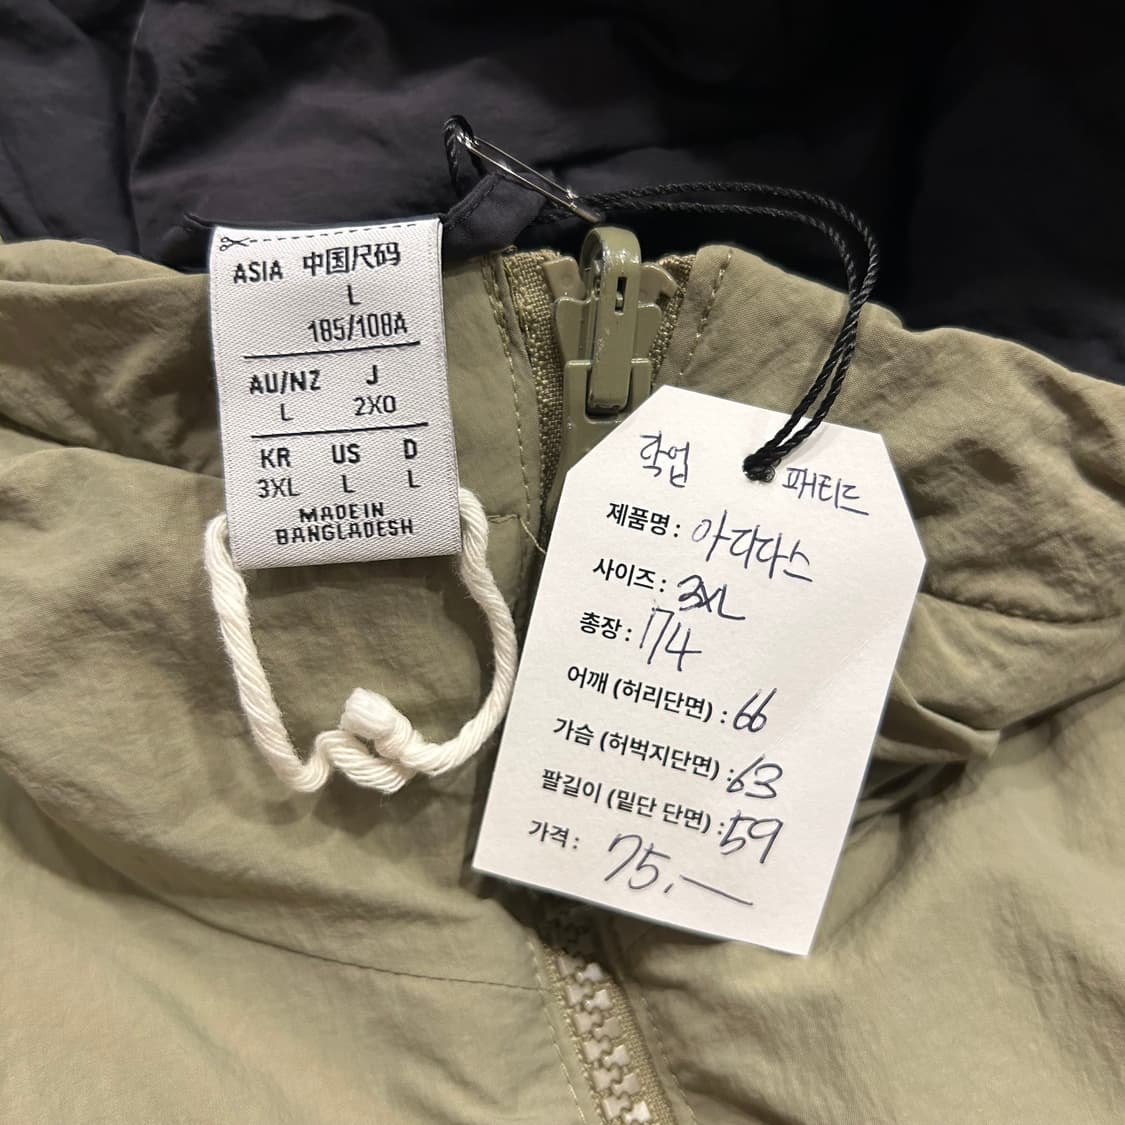 ASIA 中国尺码
L
185/108A
AU/NZ J
L 2XO
KR US D
3XL L L
MADE IN
BANGLADESH
학업 패티드
제품명 : 아디다스
사이즈 : 3XL
총장 : 174
어깨 (허리단면) : 66
가슴 (허벅지단면) : 63
팔길이 (밑단 단면) : 59
가격 : 75.—